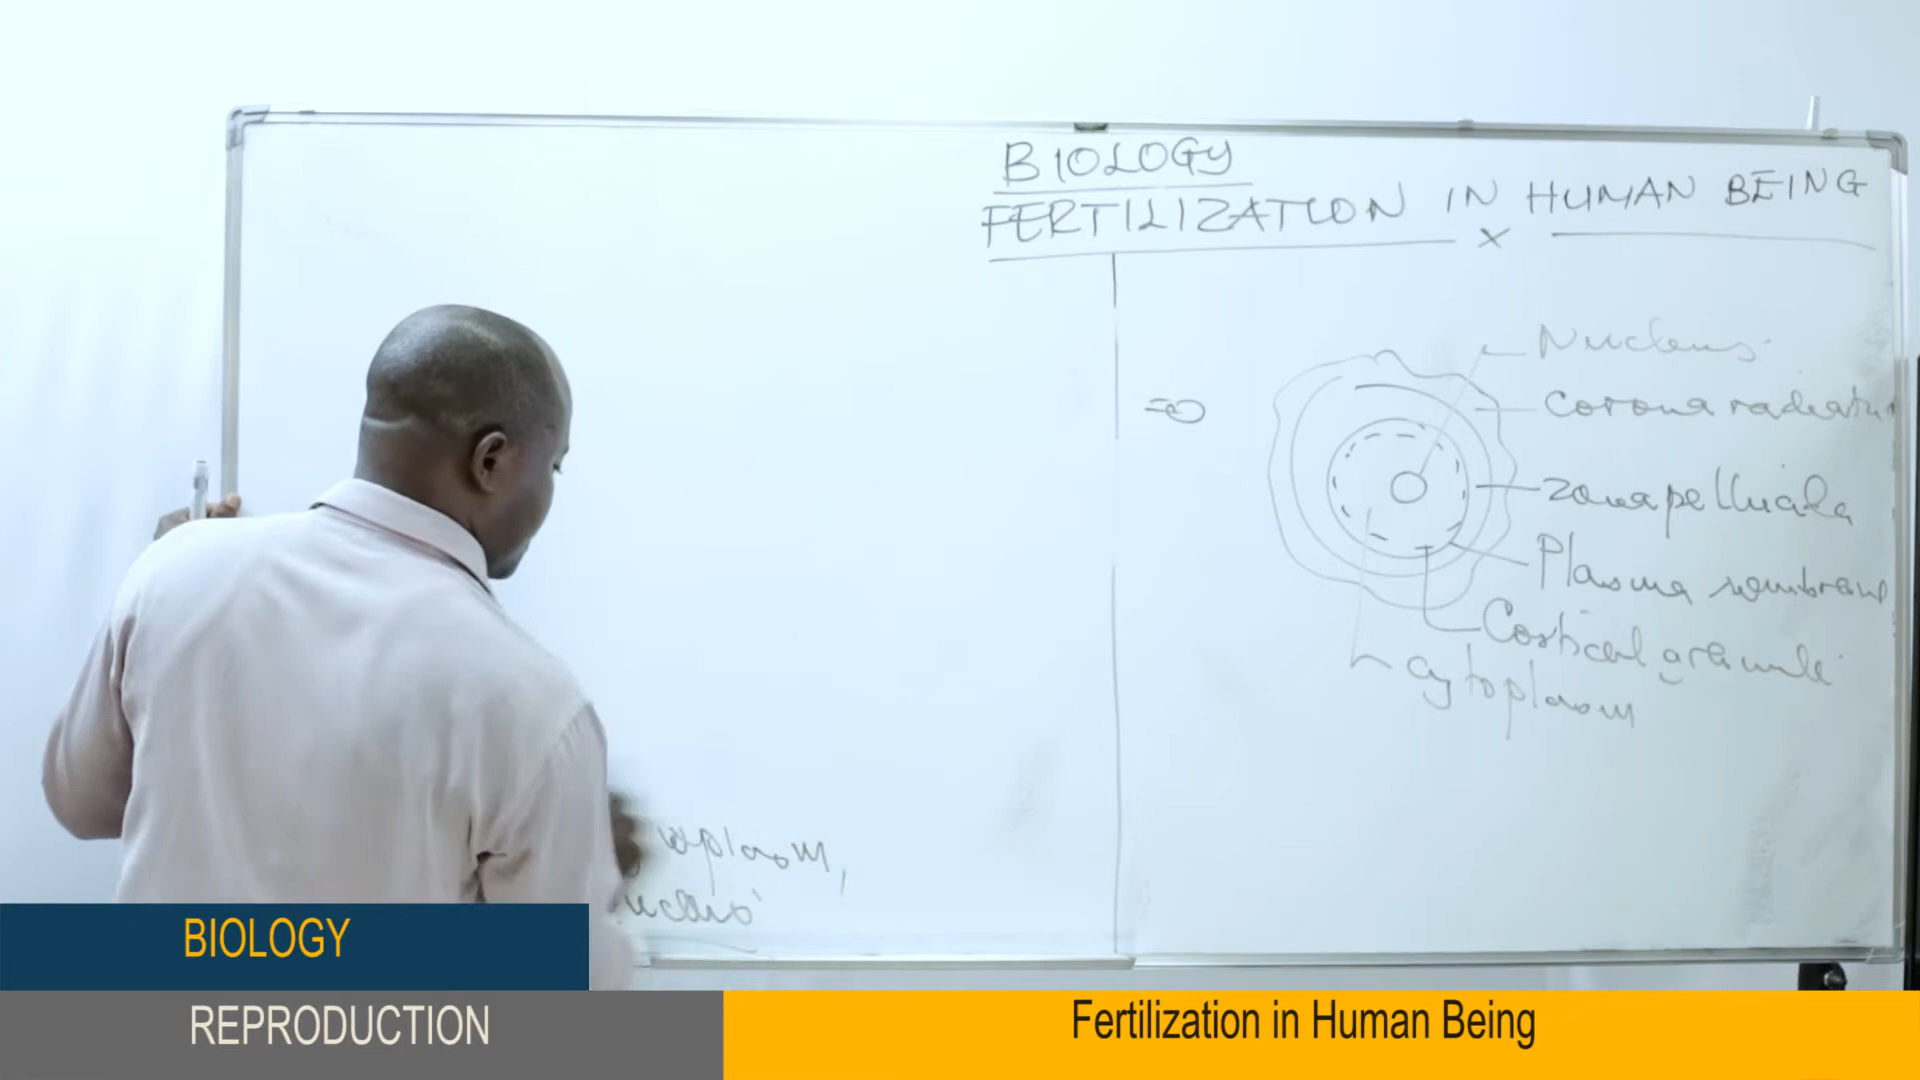 BIOLOGY
FERTILIZATION IN HUMAN BEING
x
Nucleus
Corona radiata
zona pellucida
Plasma membrane
Cortical granule
Cytoplasm
BIOLOGY
REPRODUCTION
Fertilization in Human Being